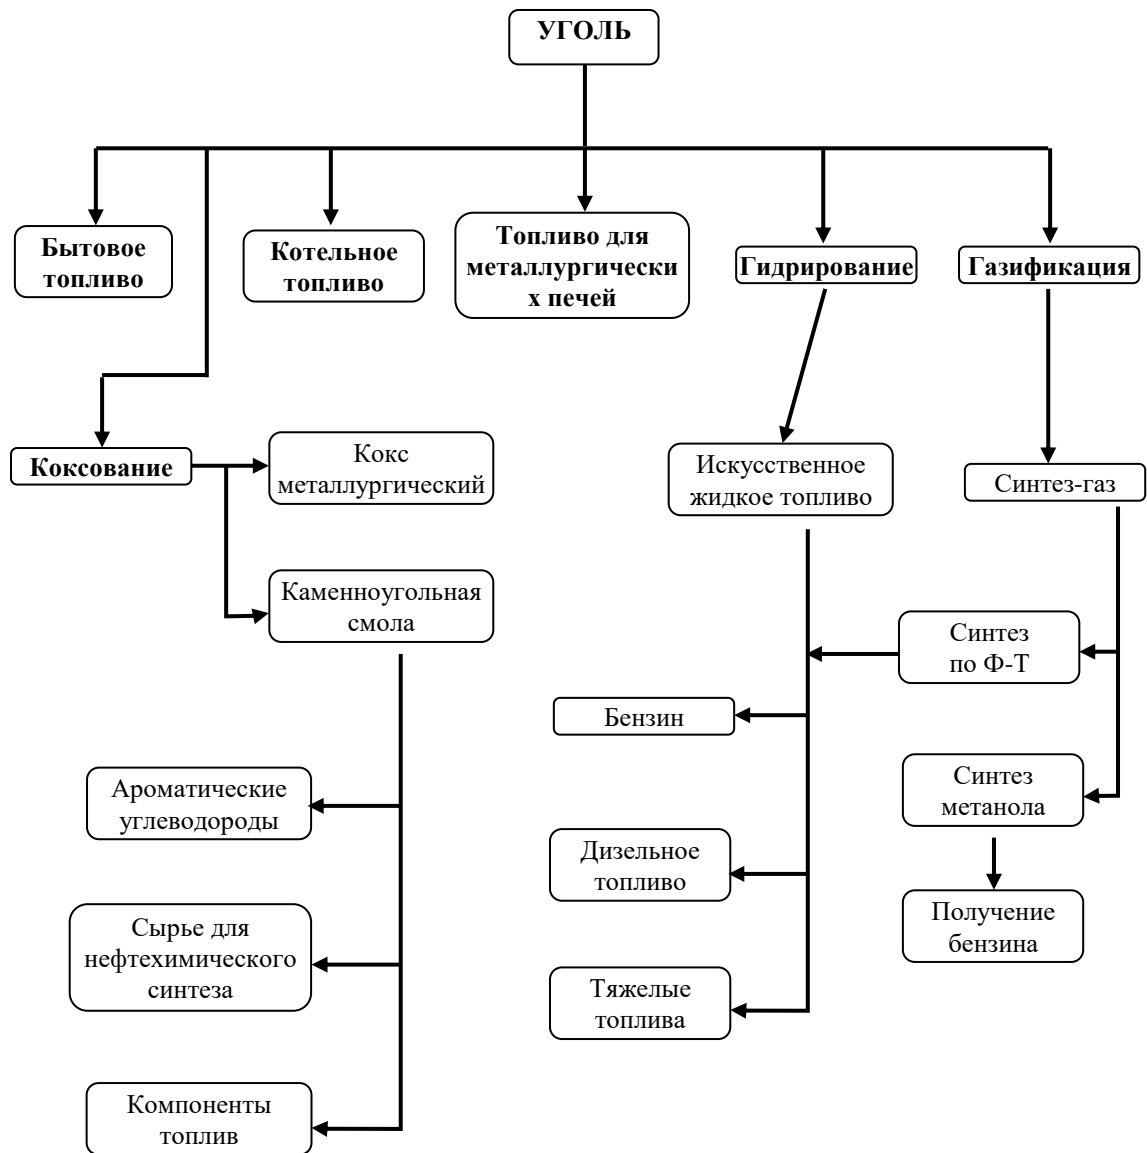 УГОЛЬ
Бытовое
топливо
Котельное
топливо
Топливо для
металлургически
х печей
Гидрирование
Газификация
Коксование
Кокс
металлургический
Искусственное
жидкое топливо
Синтез-газ
Каменноугольная
смола
Синтез
по Ф-Т
Бензин
Ароматические
углеводороды
Синтез
метанола
Дизельное
топливо
Сырье для
нефтехимического
синтеза
Получение
бензина
Тяжелые
топлива
Компоненты
топлив